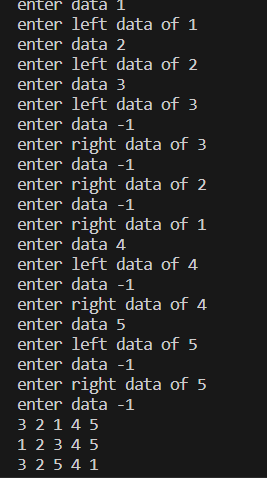 enter data 1
enter left data of 1
enter data 2
enter left data of 2
enter data 3
enter left data of 3
enter data -1
enter right data of 3
enter data -1
enter right data of 2
enter data -1
enter right data of 1
enter data 4
enter left data of 4
enter data -1
enter right data of 4
enter data 5
enter left data of 5
enter data -1
enter right data of 5
enter data -1
3 2 1 4 5
1 2 3 4 5
3 2 5 4 1